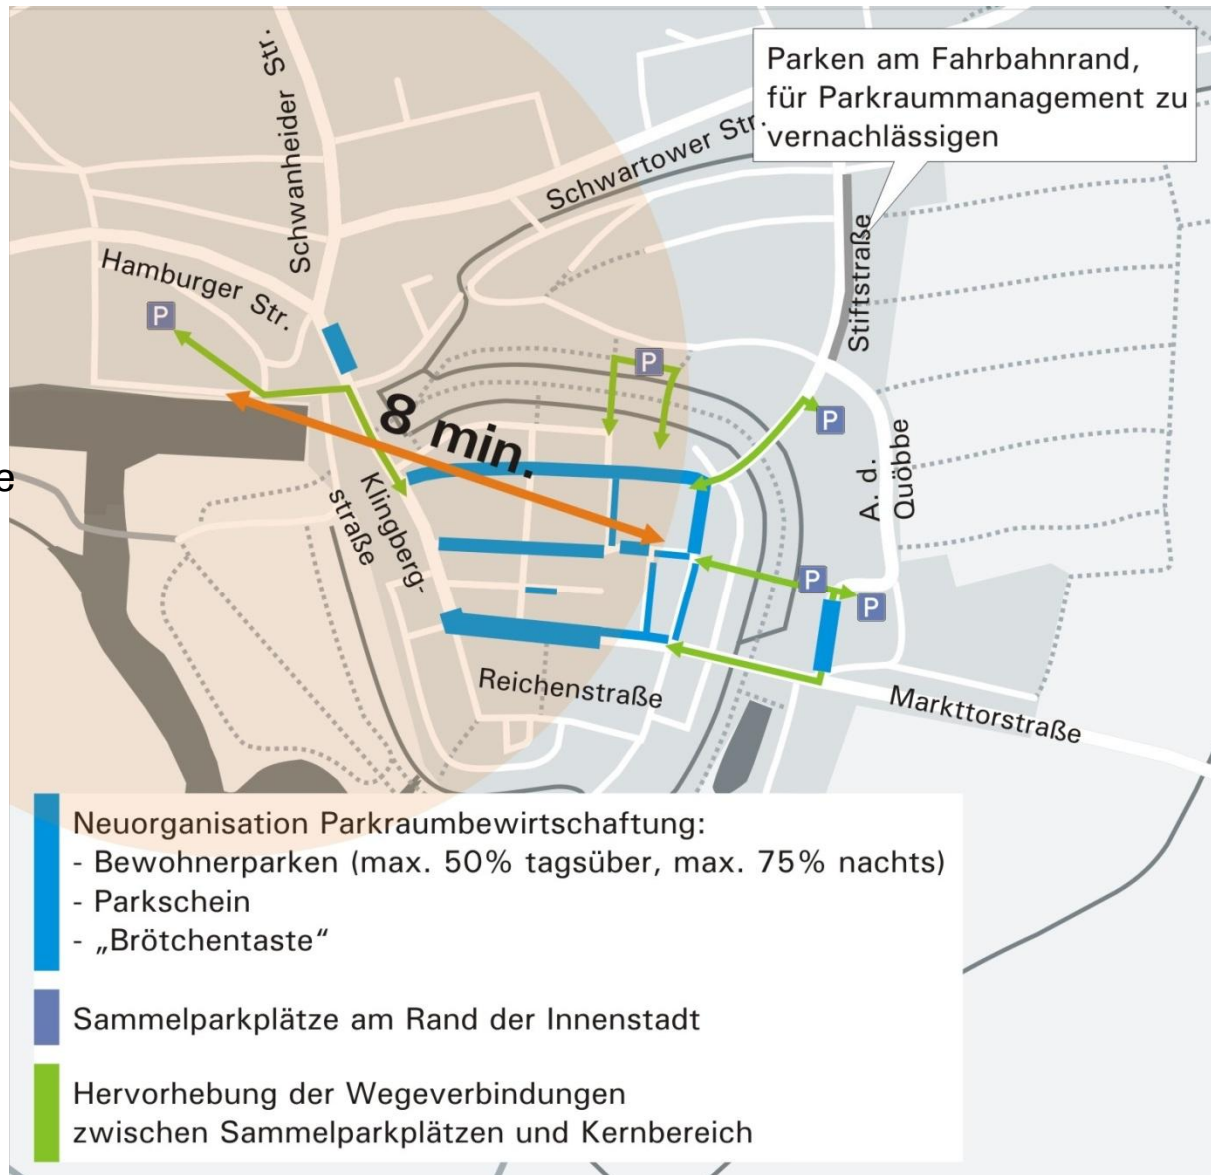 Parken am Fahrbahnrand,
für Parkraummanagement zu
vernachlässigen
Schwanheider Str.
Schwartower Str.
Hamburger Str.
Stiftstraße
P
P
P
8 min.
A. d.
Quöbbe
e
Klingberg-
straße
P
P
Reichenstraße
Markttorstraße
Neuorganisation Parkraumbewirtschaftung:
- Bewohnerparken (max. 50% tagsüber, max. 75% nachts)
- Parkschein
- „Brötchentaste“
Sammelparkplätze am Rand der Innenstadt
Hervorhebung der Wegeverbindungen
zwischen Sammelparkplätzen und Kernbereich